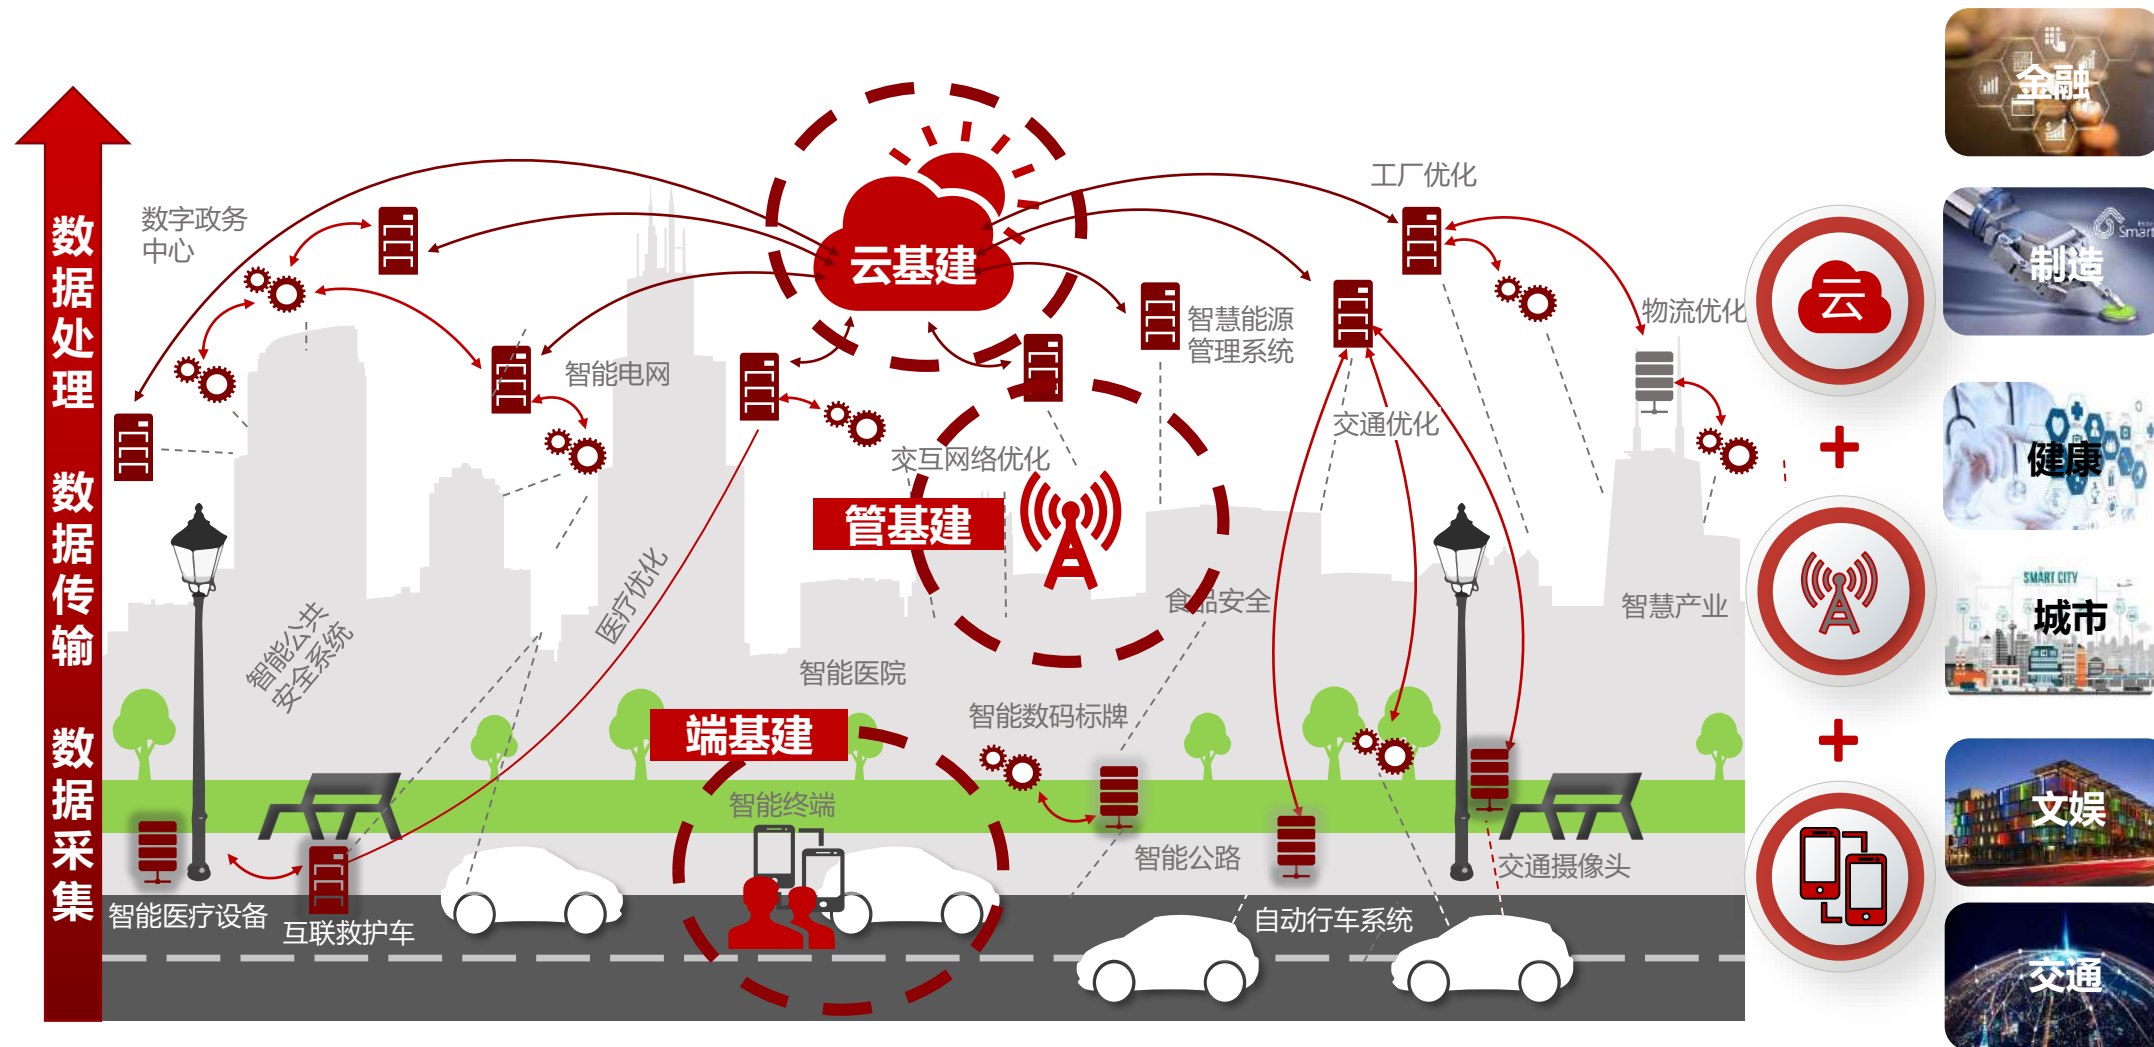 数据处理
数据传输
数据采集
数字政务
中心
智能电网
云基建
工厂优化
智慧能源
管理系统
物流优化
交通优化
交互网络优化
管基建
医疗优化
智能公共
安全系统
食品安全
智慧产业
智能医院
智能数码标牌
端基建
智能终端
智能公路
交通摄像头
智能医疗设备
互联救护车
自动行车系统
云
金融
Smart
制造
健康
SMART CITY
城市
文娱
交通